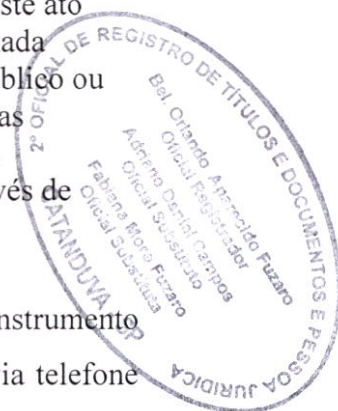 ste ato
ada
blico ou
as
vés de
nstrumento
via telefone
2º OFICIAL DE REGISTRO DE TÍTULOS E DOCUMENTOS E PESSOA JURIDICA
Bel. Orlando Aparecido Fuzaro
Oficial Registrador
Adriano Daniel Campos
Oficial Substituto
Fabiana Moro Fuzaro
Oficial Substituta
CATANDUVA SP